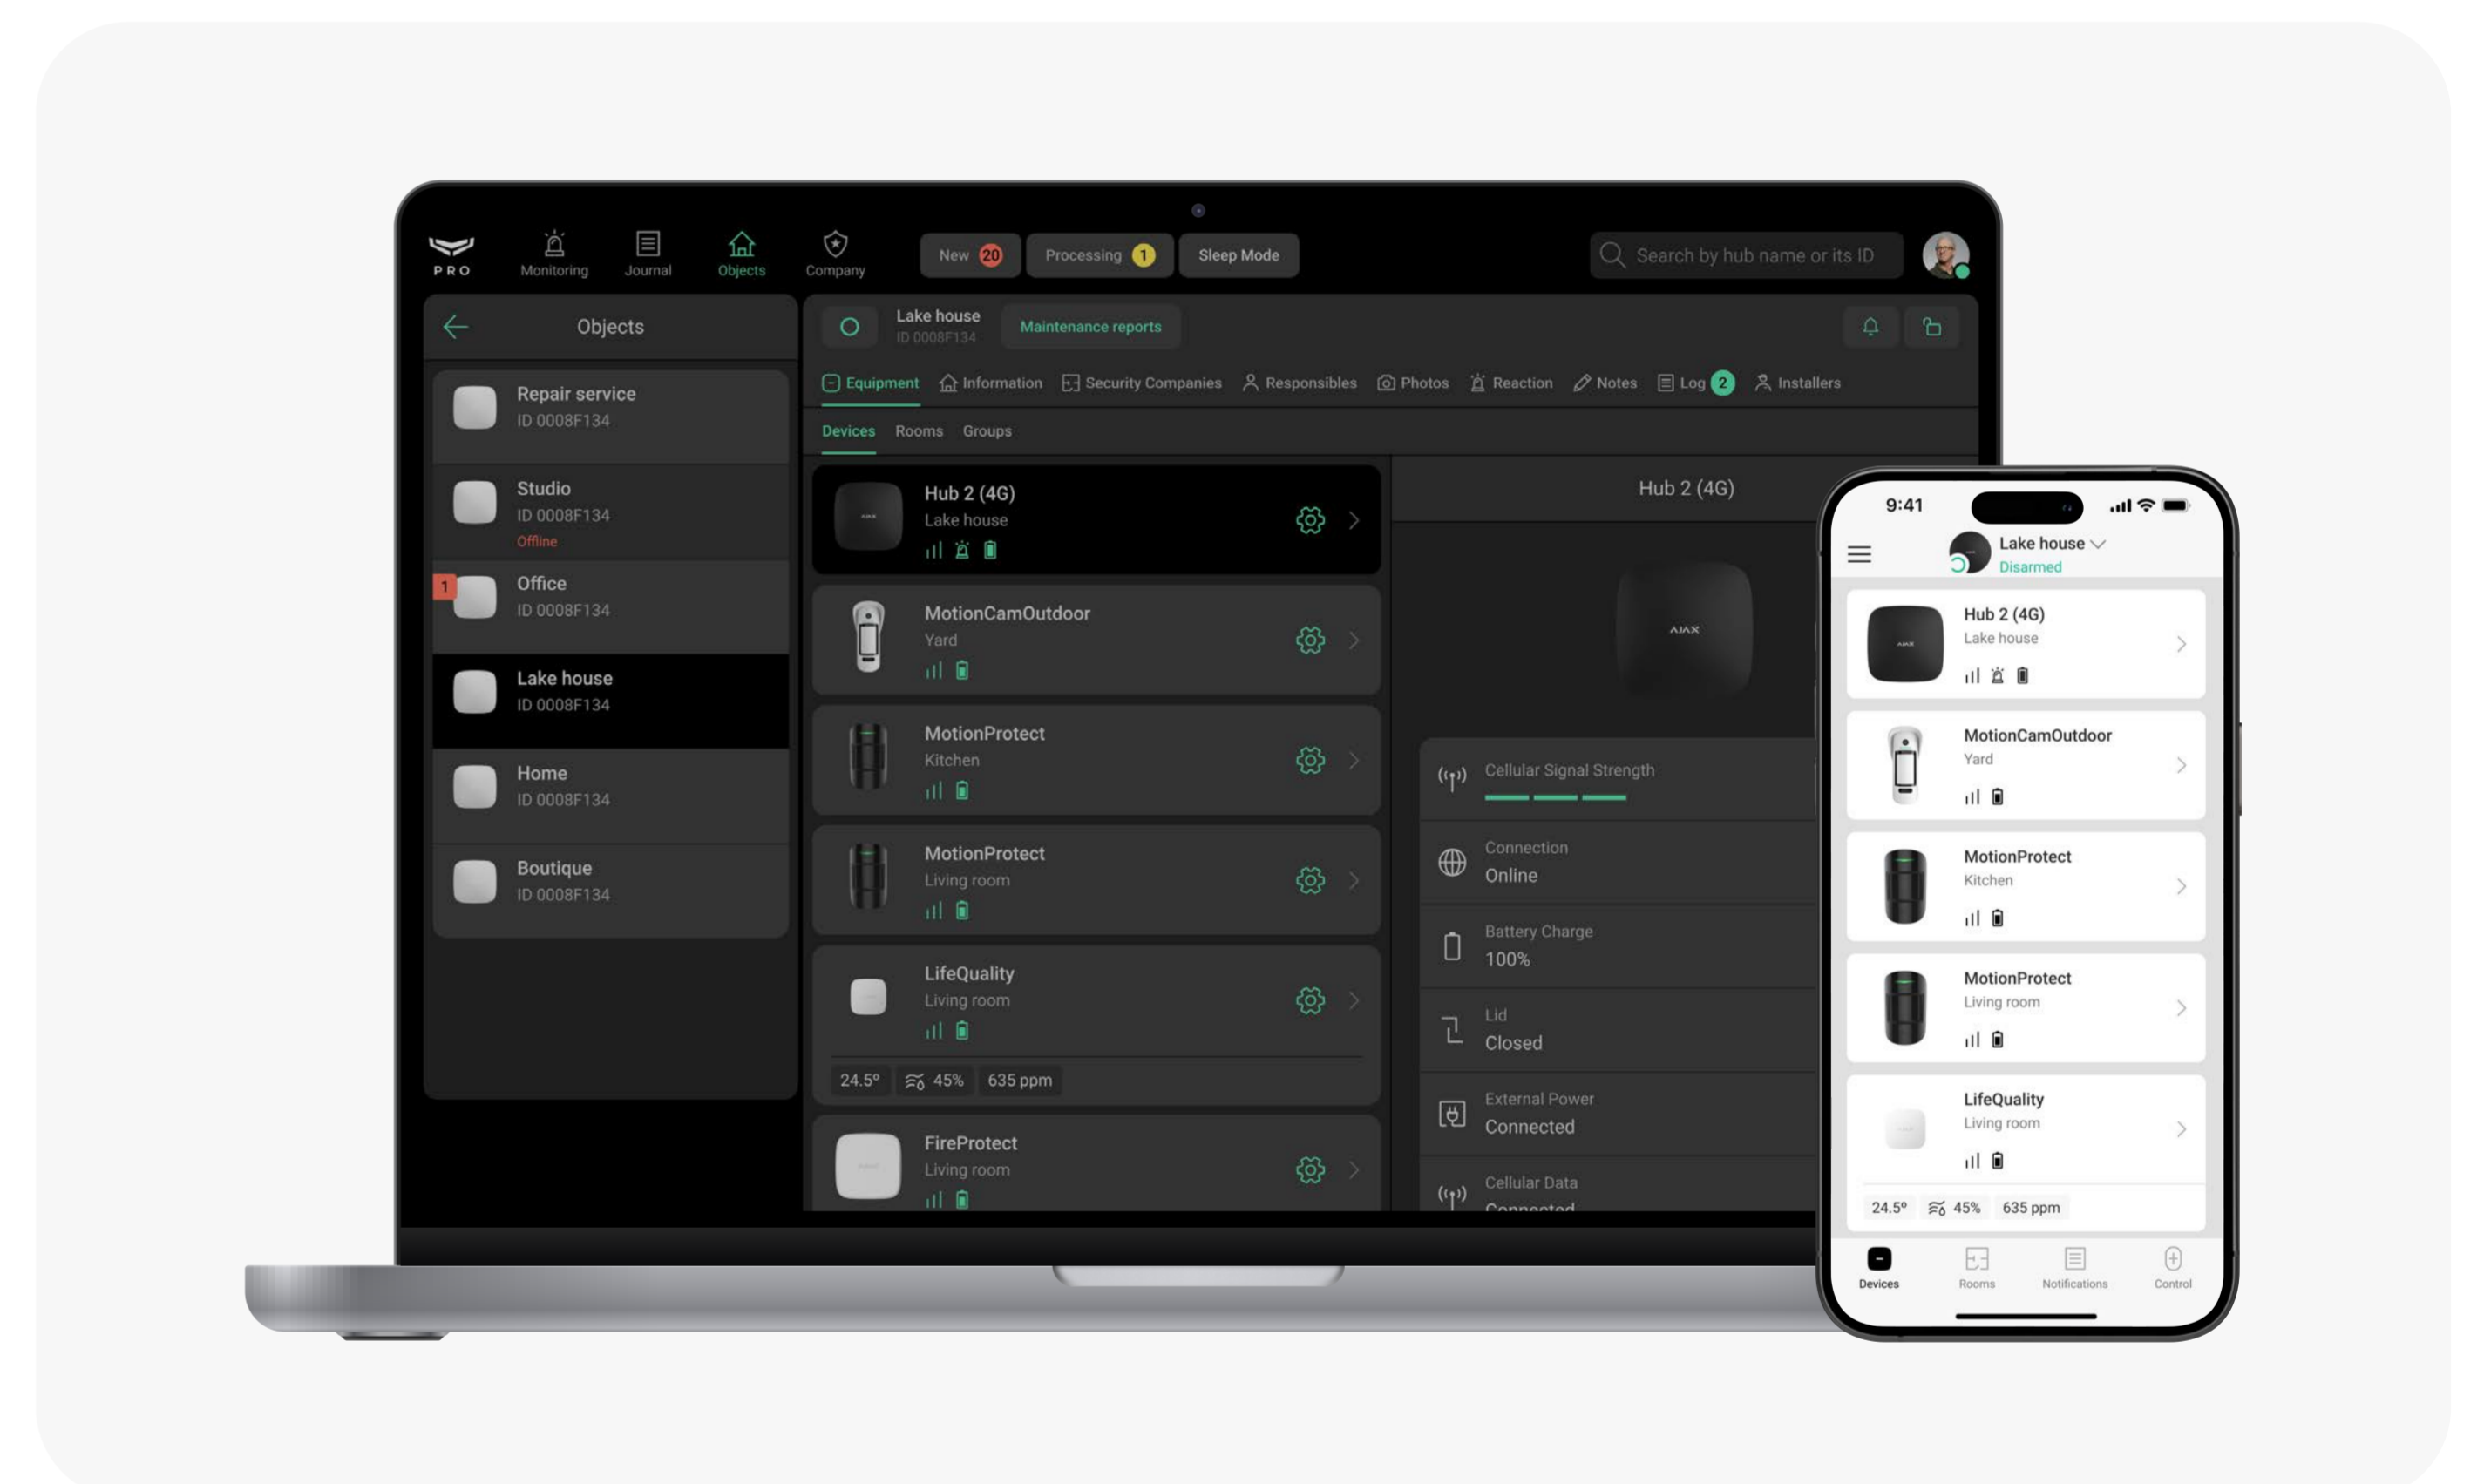 PRO
Monitoring
Journal
Objects
Company
New 20
Processing 1
Sleep Mode
Search by hub name or its ID
Objects
Repair service
ID 0008F134
Studio
ID 0008F134
Offline
1
Office
ID 0008F134
Lake house
ID 0008F134
Home
ID 0008F134
Boutique
ID 0008F134
Lake house
ID 0008F134
Maintenance reports
Equipment Information Security Companies Responsibles Photos Reaction Notes Log 2 Installers
Devices Rooms Groups
Hub 2 (4G)
Lake house
MotionCamOutdoor
Yard
MotionProtect
Kitchen
MotionProtect
Living room
LifeQuality
Living room
24.5° 45% 635 ppm
FireProtect
Living room
Hub 2 (4G)
AJAX
Cellular Signal Strength
Connection
Online
Battery Charge
100%
Lid
Closed
External Power
Connected
Cellular Data
Connected
9:41
Lake house
Disarmed
AJAX
Hub 2 (4G)
Lake house
MotionCamOutdoor
Yard
MotionProtect
Kitchen
MotionProtect
Living room
LifeQuality
Living room
24.5° 45% 635 ppm
Devices
Rooms
Notifications
Control